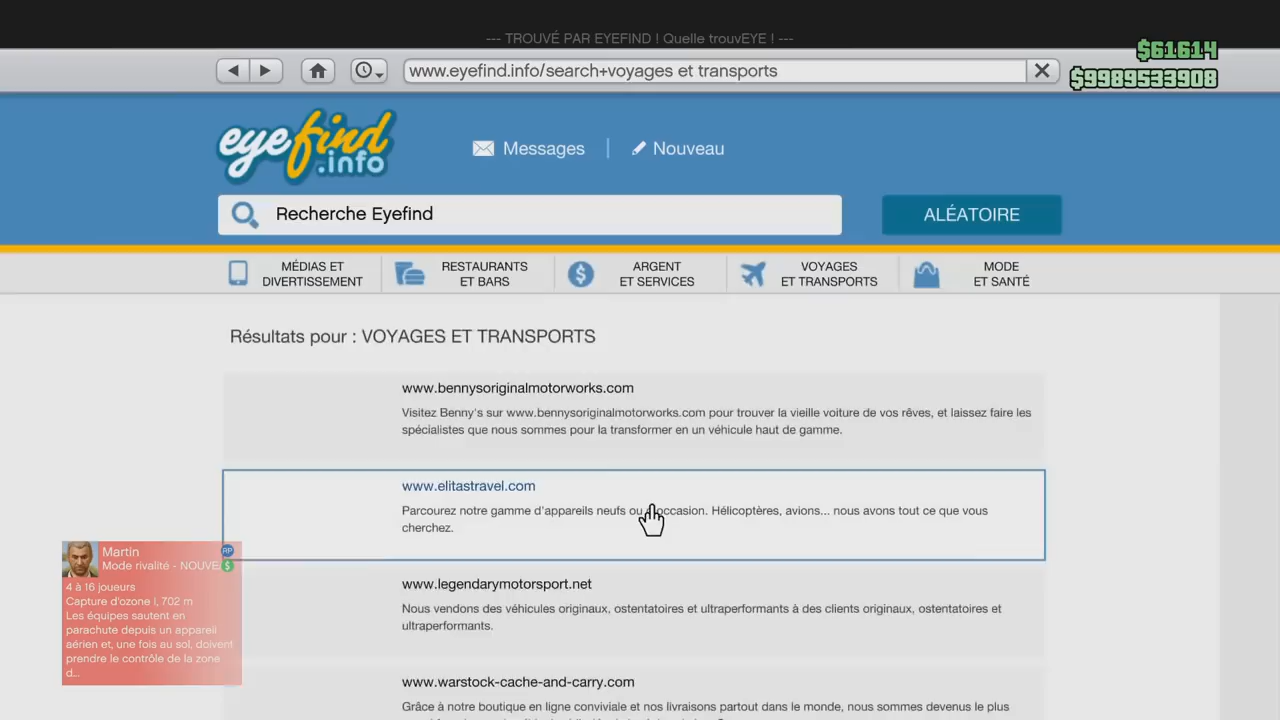 --- TROUVÉ PAR EYEFIND ! Quelle trouvEYE ! ---
$61614
www.eyefind.info/search+voyages et transports
$9989533908
eyefind
.info
Messages
Nouveau
Recherche Eyefind
ALÉATOIRE
MÉDIAS ET
DIVERTISSEMENT
RESTAURANTS
ET BARS
ARGENT
ET SERVICES
VOYAGES
ET TRANSPORTS
MODE
ET SANTÉ
Résultats pour : VOYAGES ET TRANSPORTS
www.bennysoriginalmotorworks.com
Visitez Benny's sur www.bennysoriginalmotorworks.com pour trouver la vieille voiture de vos rêves, et laissez faire les
spécialistes que nous sommes pour la transformer en un véhicule haut de gamme.
www.elitastravel.com
Parcourez notre gamme d'appareils neufs ou d'occasion. Hélicoptères, avions... nous avons tout ce que vous
cherchez.
www.legendarymotorsport.net
Nous vendons des véhicules originaux, ostentatoires et ultraperformants à des clients originaux, ostentatoires et
ultraperformants.
www.warstock-cache-and-carry.com
Grâce à notre boutique en ligne conviviale et nos livraisons partout dans le monde, nous sommes devenus le plus
Martin
RP
Mode rivalité - NOUVEA
$
4 à 16 joueurs
Capture d'ozone I, 702 m
Les équipes sautent en
parachute depuis un appareil
aérien et, une fois au sol, doivent
prendre le contrôle de la zone
d...